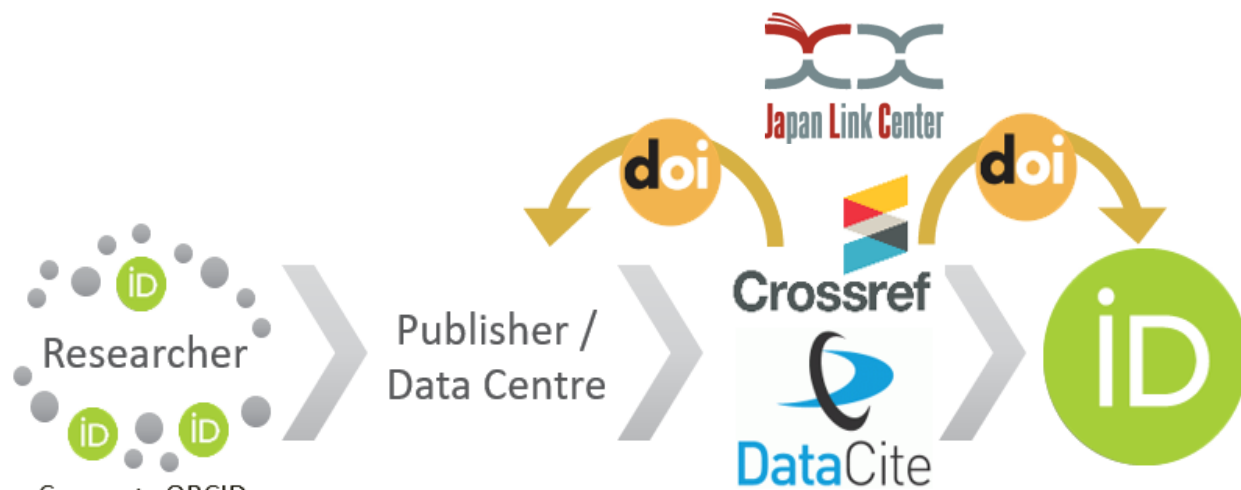 Japan Link Center
doi
doi
iD
Researcher
iD
iD
Publisher /
Data Centre
Crossref
DataCite
iD